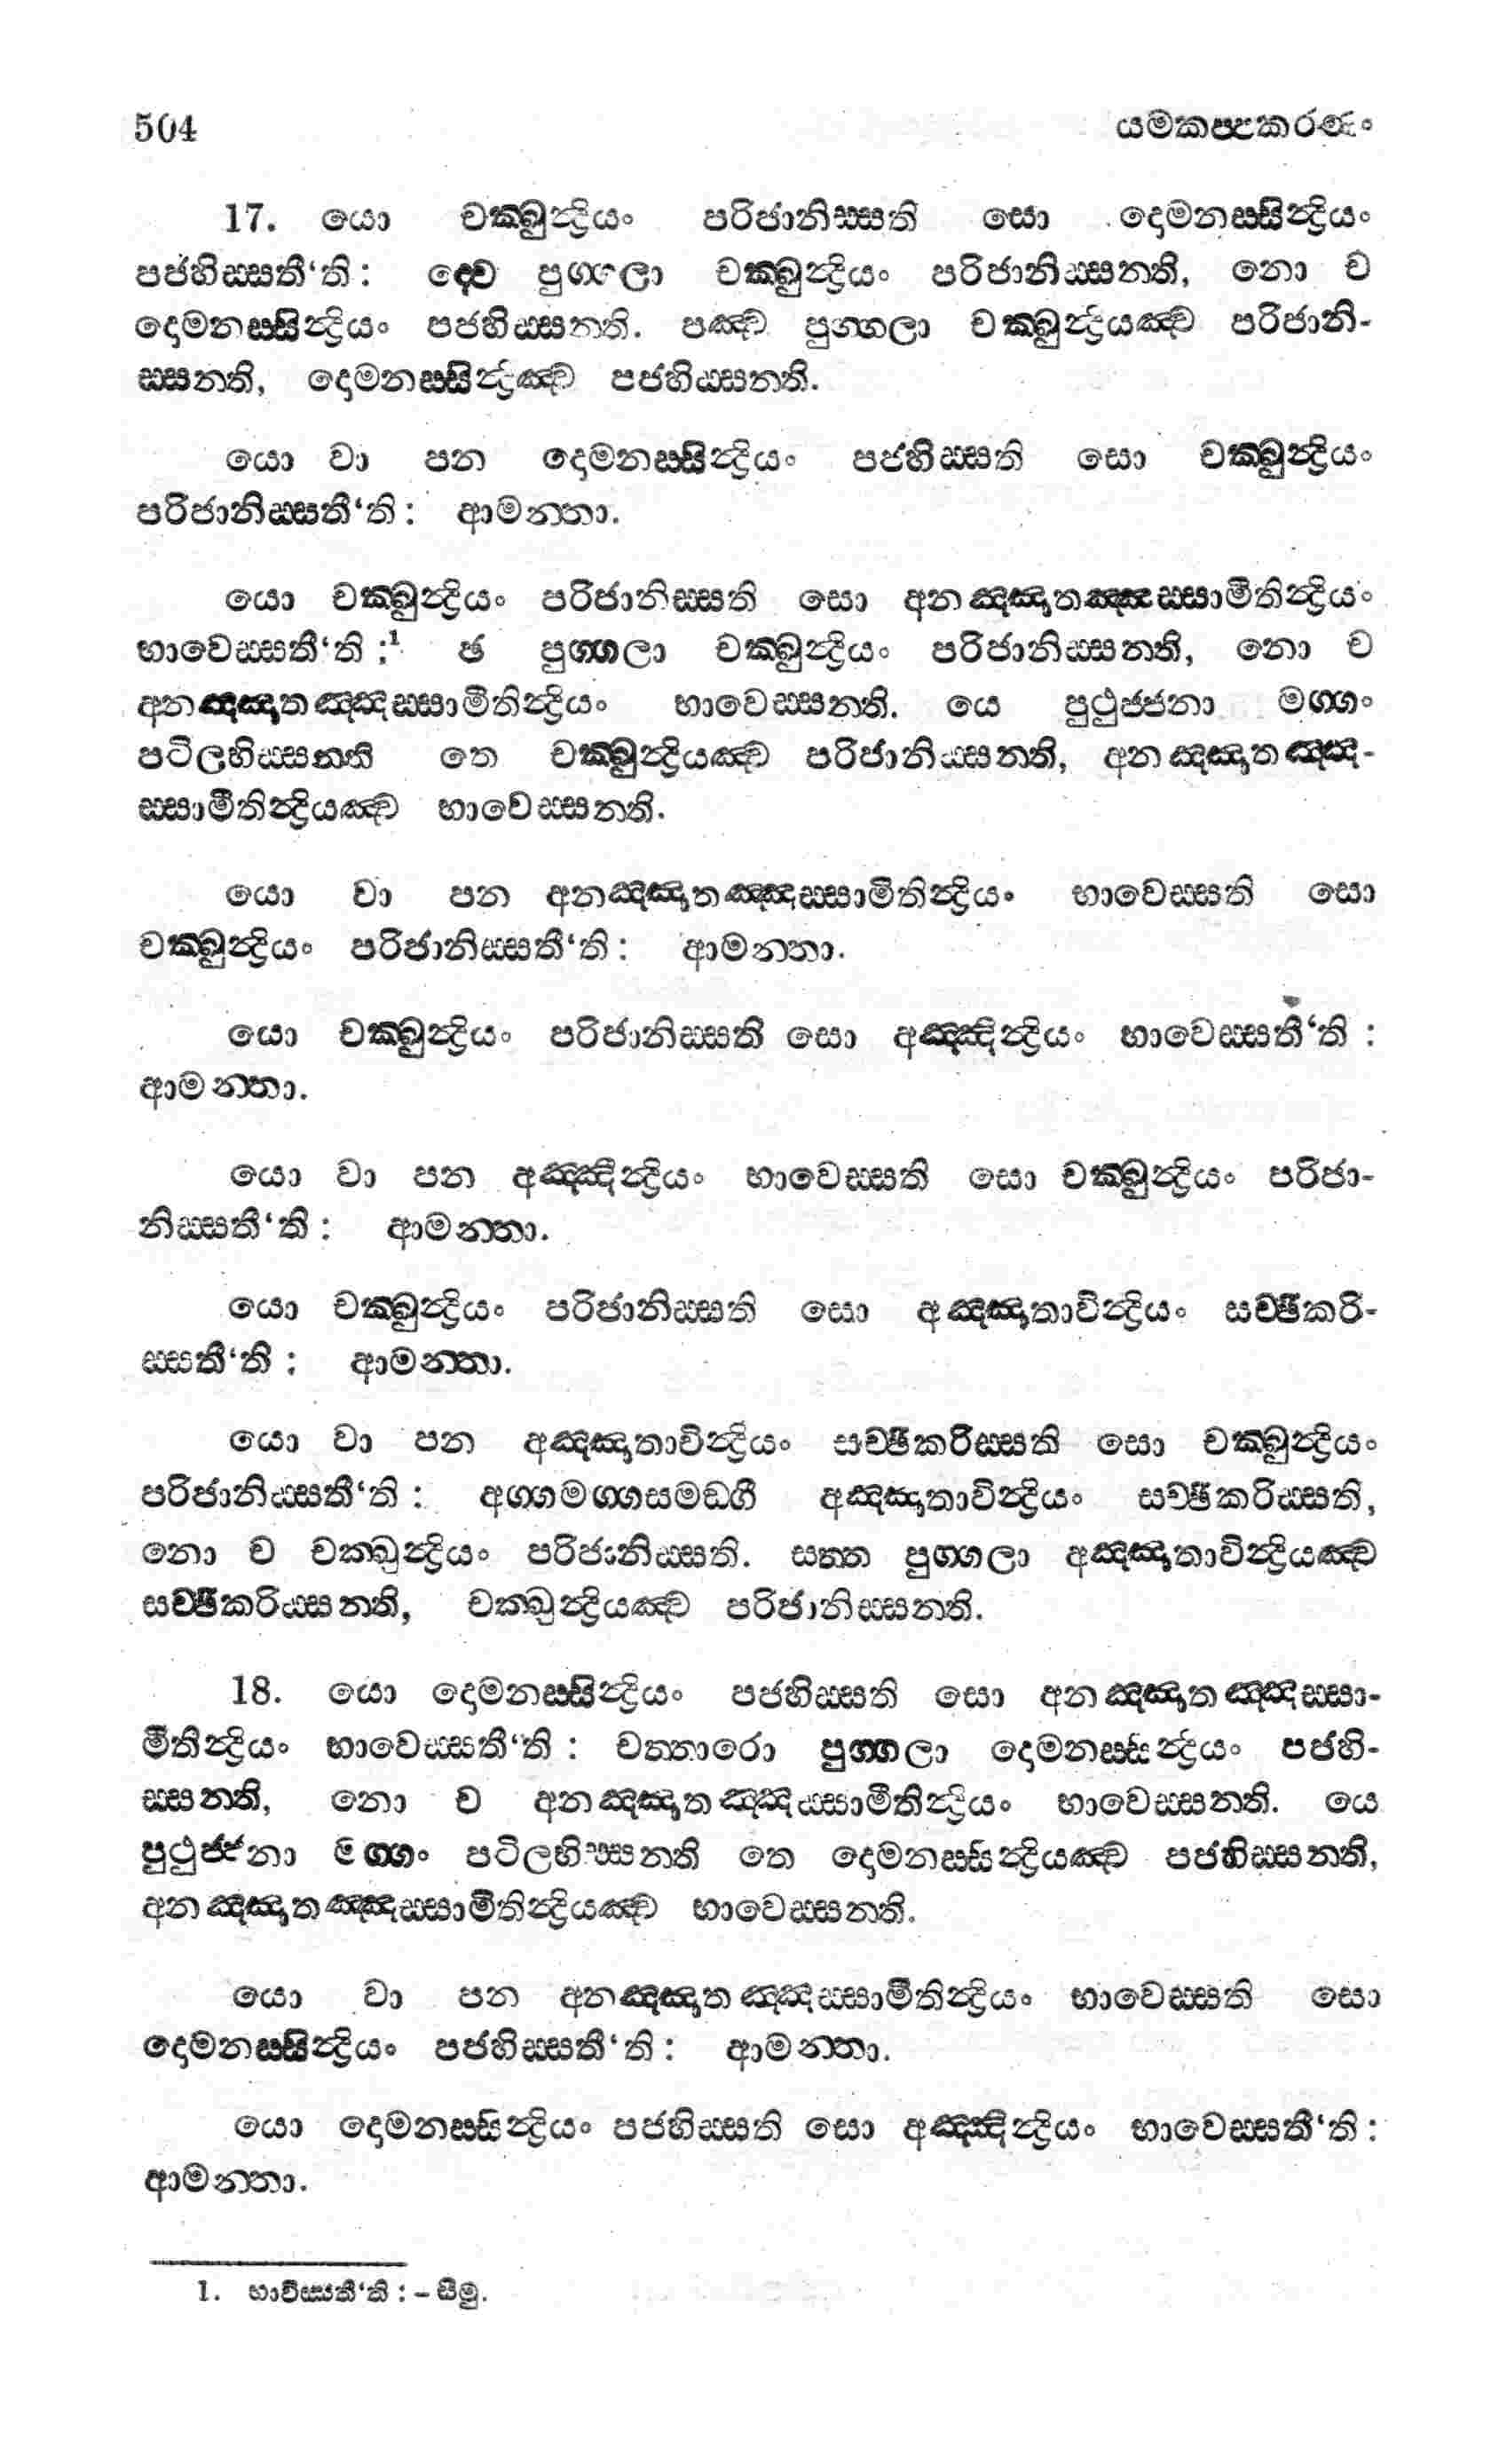 504 යමකප්පකරණං
17. යො චක්ඛුන්ද්‍රියං පරිජානිස්සති සො දොමනස්සින්ද්‍රියං
පජහිස්සතී‘ති: ද්වෙ පුග්ගලා චක්ඛුන්ද්‍රියං පරිජානිස්සන්ති, නො ච
දොමනස්සින්ද්‍රියං පජහිස්සන්ති. පඤ්ච පුග්ගලා චක්ඛුන්ද්‍රියඤ්ච පරිජානි-
ස්සන්ති, දොමනස්සින්ද්‍රිඤ්ච පජහිස්සන්ති.
යො වා පන දොමනස්සින්ද්‍රියං පජහිස්සති සො චක්ඛුන්ද්‍රියං
පරිජානිස්සතී‘ති: ආමන්තා.
යො චක්ඛුන්ද්‍රියං පරිජානිස්සති සො අනඤ්ඤතඤ්ඤස්සාමීතින්ද්‍රියං
භාවෙස්සතී‘ති:¹ ඡ පුග්ගලා චක්ඛුන්ද්‍රියං පරිජානිස්සන්ති, නො ච
අනඤ්ඤාතඤ්ඤස්සාමීතින්ද්‍රියං භාවෙස්සන්ති. යෙ පුථුජ්ජනා මග්ගං
පටිලභිස්සන්ති තෙ චක්ඛුන්ද්‍රියඤ්ච පරිජානිස්සන්ති, අනඤ්ඤාතඤ්ඤ-
ස්සාමීතින්ද්‍රියඤ්ච භාවෙස්සන්ති.
යො වා පන අනඤ්ඤාතඤ්ඤස්සාමීතින්ද්‍රියං භාවෙස්සති සො
චක්ඛුන්ද්‍රියං පරිජානිස්සතී‘ති: ආමන්තා.
යො චක්ඛුන්ද්‍රියං පරිජානිස්සති සො අඤ්ඤින්ද්‍රියං භාවෙස්සතී‘ති:
ආමන්තා.
යො වා පන අඤ්ඤින්ද්‍රියං භාවෙස්සති සො චක්ඛුන්ද්‍රියං පරිජා-
නිස්සතී‘ති: ආමන්තා.
යො චක්ඛුන්ද්‍රියං පරිජානිස්සති සො අඤ්ඤාතාවින්ද්‍රියං සච්ඡිකරි-
ස්සතී‘ති: ආමන්තා.
යො වා පන අඤ්ඤාතාවින්ද්‍රියං සච්ඡිකරිස්සති සො චක්ඛුන්ද්‍රියං
පරිජානිස්සතී‘ති: අග්ගමග්ගසමඞ්ගී අඤ්ඤාතාවින්ද්‍රියං සච්ඡිකරිස්සති,
නො ච චක්ඛුන්ද්‍රියං පරිජානිස්සති. සත්ත පුග්ගලා අඤ්ඤාතාවින්ද්‍රියඤ්ච
සච්ඡිකරිස්සන්ති, චක්ඛුන්ද්‍රියඤ්ච පරිජානිස්සන්ති.
18. යො දොමනස්සින්ද්‍රියං පජහිස්සති සො අනඤ්ඤාතඤ්ඤස්සා-
මීතින්ද්‍රියං භාවෙස්සතී‘ති: චත්තාරො පුග්ගලා දොමනස්සින්ද්‍රියං පජහි-
ස්සන්ති, නො ච අනඤ්ඤාතඤ්ඤස්සාමීතින්ද්‍රියං භාවෙස්සන්ති. යෙ
පුථුජ්ජනා මග්ගං පටිලභිස්සන්ති තෙ දොමනස්සින්ද්‍රියඤ්ච පජහිස්සන්ති,
අනඤ්ඤාතඤ්ඤස්සාමීතින්ද්‍රියඤ්ච භාවෙස්සන්ති.
යො වා පන අනඤ්ඤාතඤ්ඤස්සාමීතින්ද්‍රියං භාවෙස්සති සො
දොමනස්සින්ද්‍රියං පජහිස්සතී‘ති: ආමන්තා.
යො දොමනස්සින්ද්‍රියං පජහිස්සති සො අඤ්ඤින්ද්‍රියං භාවෙස්සතී‘ති:
ආමන්තා.
1. භාවිස්සතී‘ති: – සීමු.